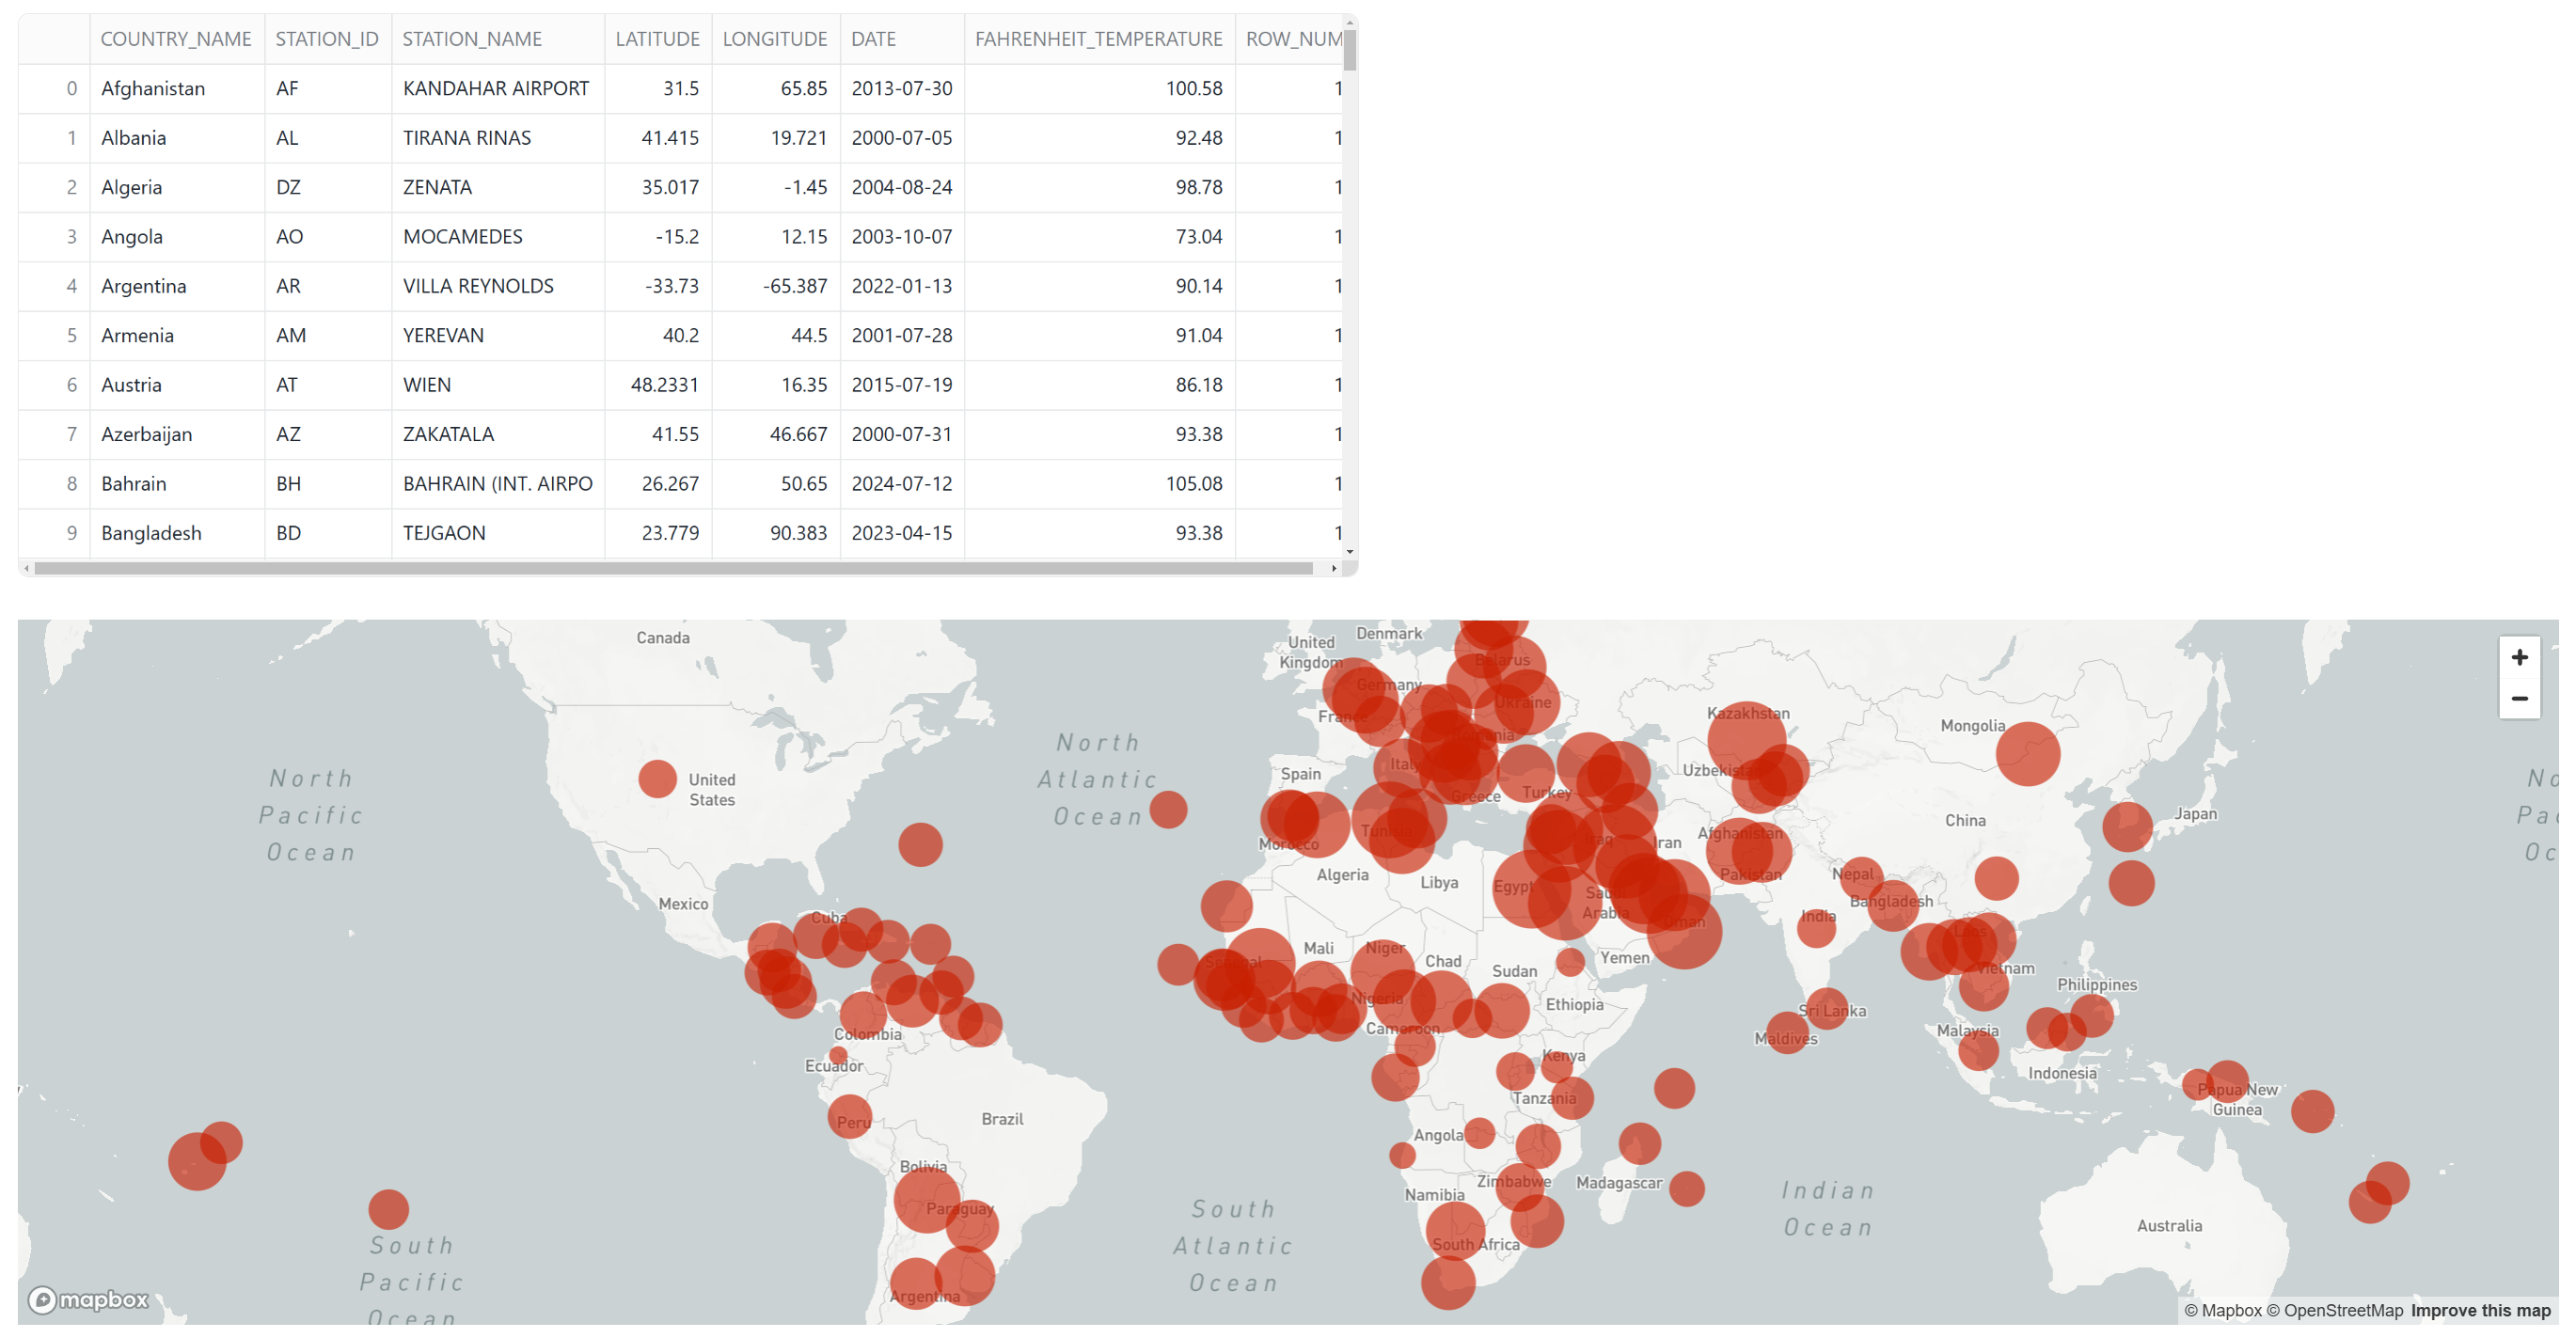 COUNTRY_NAME STATION_ID STATION_NAME LATITUDE LONGITUDE DATE FAHRENHEIT_TEMPERATURE ROW_NUM
0 Afghanistan AF KANDAHAR AIRPORT 31.5 65.85 2013-07-30 100.58 1
1 Albania AL TIRANA RINAS 41.415 19.721 2000-07-05 92.48 1
2 Algeria DZ ZENATA 35.017 -1.45 2004-08-24 98.78 1
3 Angola AO MOCAMEDES -15.2 12.15 2003-10-07 73.04 1
4 Argentina AR VILLA REYNOLDS -33.73 -65.387 2022-01-13 90.14 1
5 Armenia AM YEREVAN 40.2 44.5 2001-07-28 91.04 1
6 Austria AT WIEN 48.2331 16.35 2015-07-19 86.18 1
7 Azerbaijan AZ ZAKATALA 41.55 46.667 2000-07-31 93.38 1
8 Bahrain BH BAHRAIN (INT. AIRPO 26.267 50.65 2024-07-12 105.08 1
9 Bangladesh BD TEJGAON 23.779 90.383 2023-04-15 93.38 1
Canada
United
Kingdom
Denmark
Belarus
Germany
Ukraine
France
Kazakhstan
Mongolia
North
Atlantic
Ocean
Italy
Spain
Uzbekistan
North
Pacific
Ocean
United
States
Greece
Turkey
Japan
China
Tunisia
Morocco
Iraq
Iran
Afghanistan
Algeria
Libya
Egypt
Saudi
Arabia
Pakistan
Nepal
Bangladesh
Mexico
Cuba
India
Oman
Laos
Mali
Niger
Chad
Sudan
Yemen
Vietnam
Senegal
Nigeria
Ethiopia
Philippines
Cameroon
Sri Lanka
Maldives
Malaysia
Colombia
Ecuador
Kenya
Indonesia
Tanzania
Papua New
Guinea
Peru
Brazil
Angola
Bolivia
Zimbabwe
Madagascar
Namibia
Indian
Ocean
Paraguay
South
Atlantic
Ocean
South Africa
Australia
South
Pacific
Ocean
Argentina
mapbox
© Mapbox © OpenStreetMap Improve this map